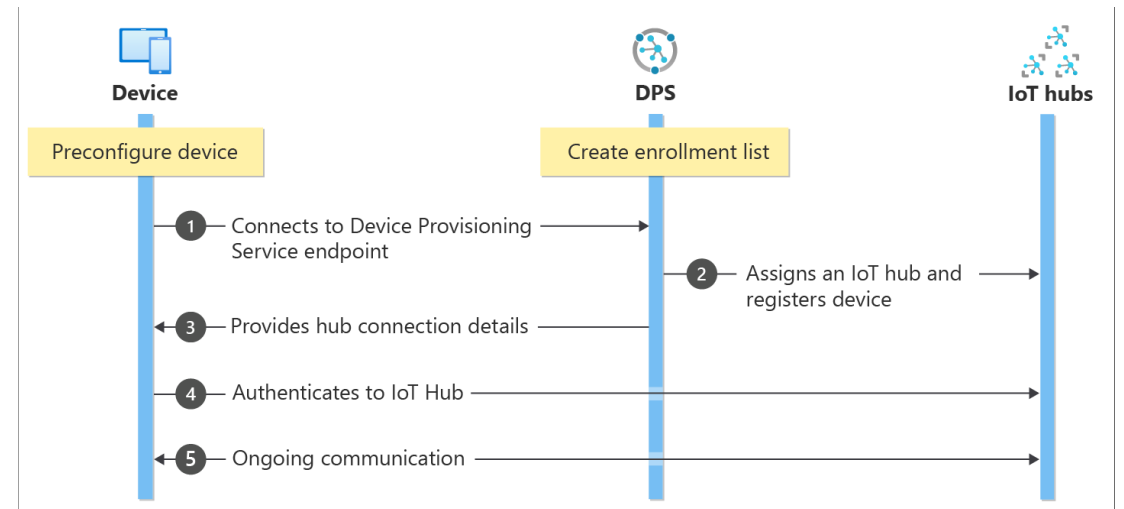 Device
DPS
IoT hubs
Preconfigure device
Create enrollment list
1 Connects to Device Provisioning
Service endpoint
2 Assigns an IoT hub and
registers device
3 Provides hub connection details
4 Authenticates to IoT Hub
5 Ongoing communication